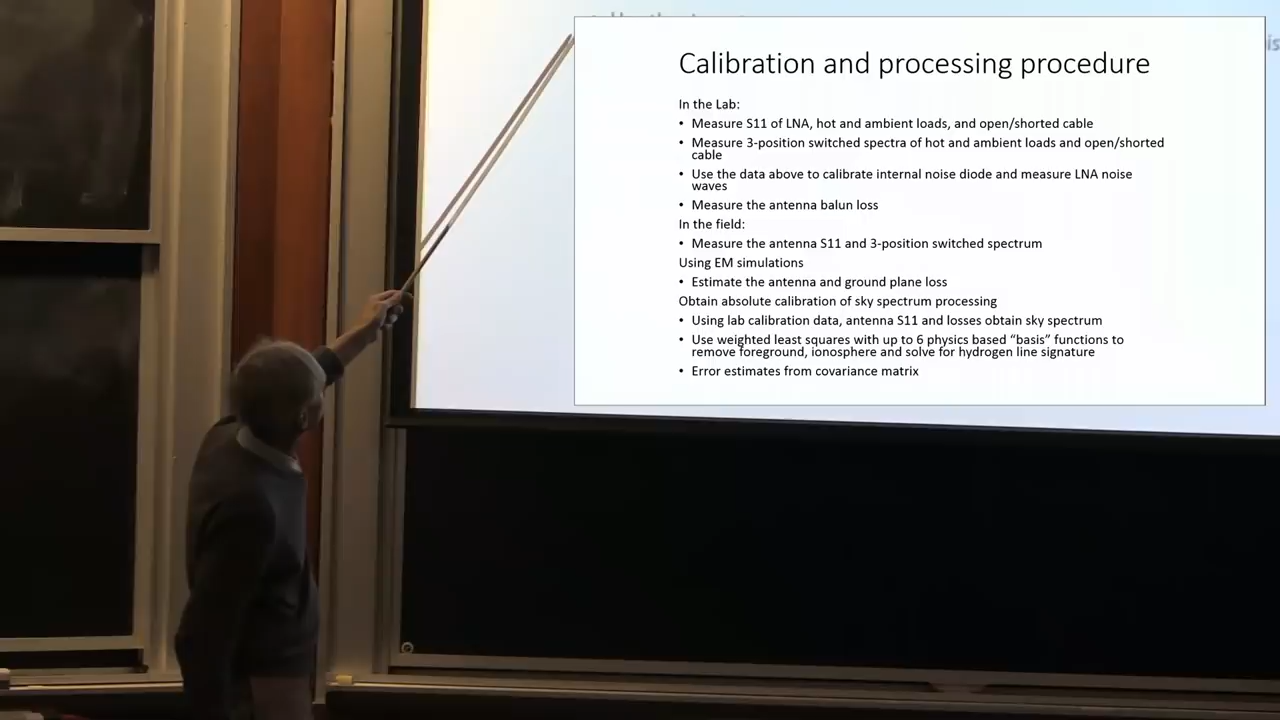 Calibration and processing procedure
In the Lab:
• Measure S11 of LNA, hot and ambient loads, and open/shorted cable
• Measure 3-position switched spectra of hot and ambient loads and open/shorted
cable
• Use the data above to calibrate internal noise diode and measure LNA noise
waves
• Measure the antenna balun loss
In the field:
• Measure the antenna S11 and 3-position switched spectrum
Using EM simulations
• Estimate the antenna and ground plane loss
Obtain absolute calibration of sky spectrum processing
• Using lab calibration data, antenna S11 and losses obtain sky spectrum
• Use weighted least squares with up to 6 physics based “basis” functions to
remove foreground, ionosphere and solve for hydrogen line signature
• Error estimates from covariance matrix